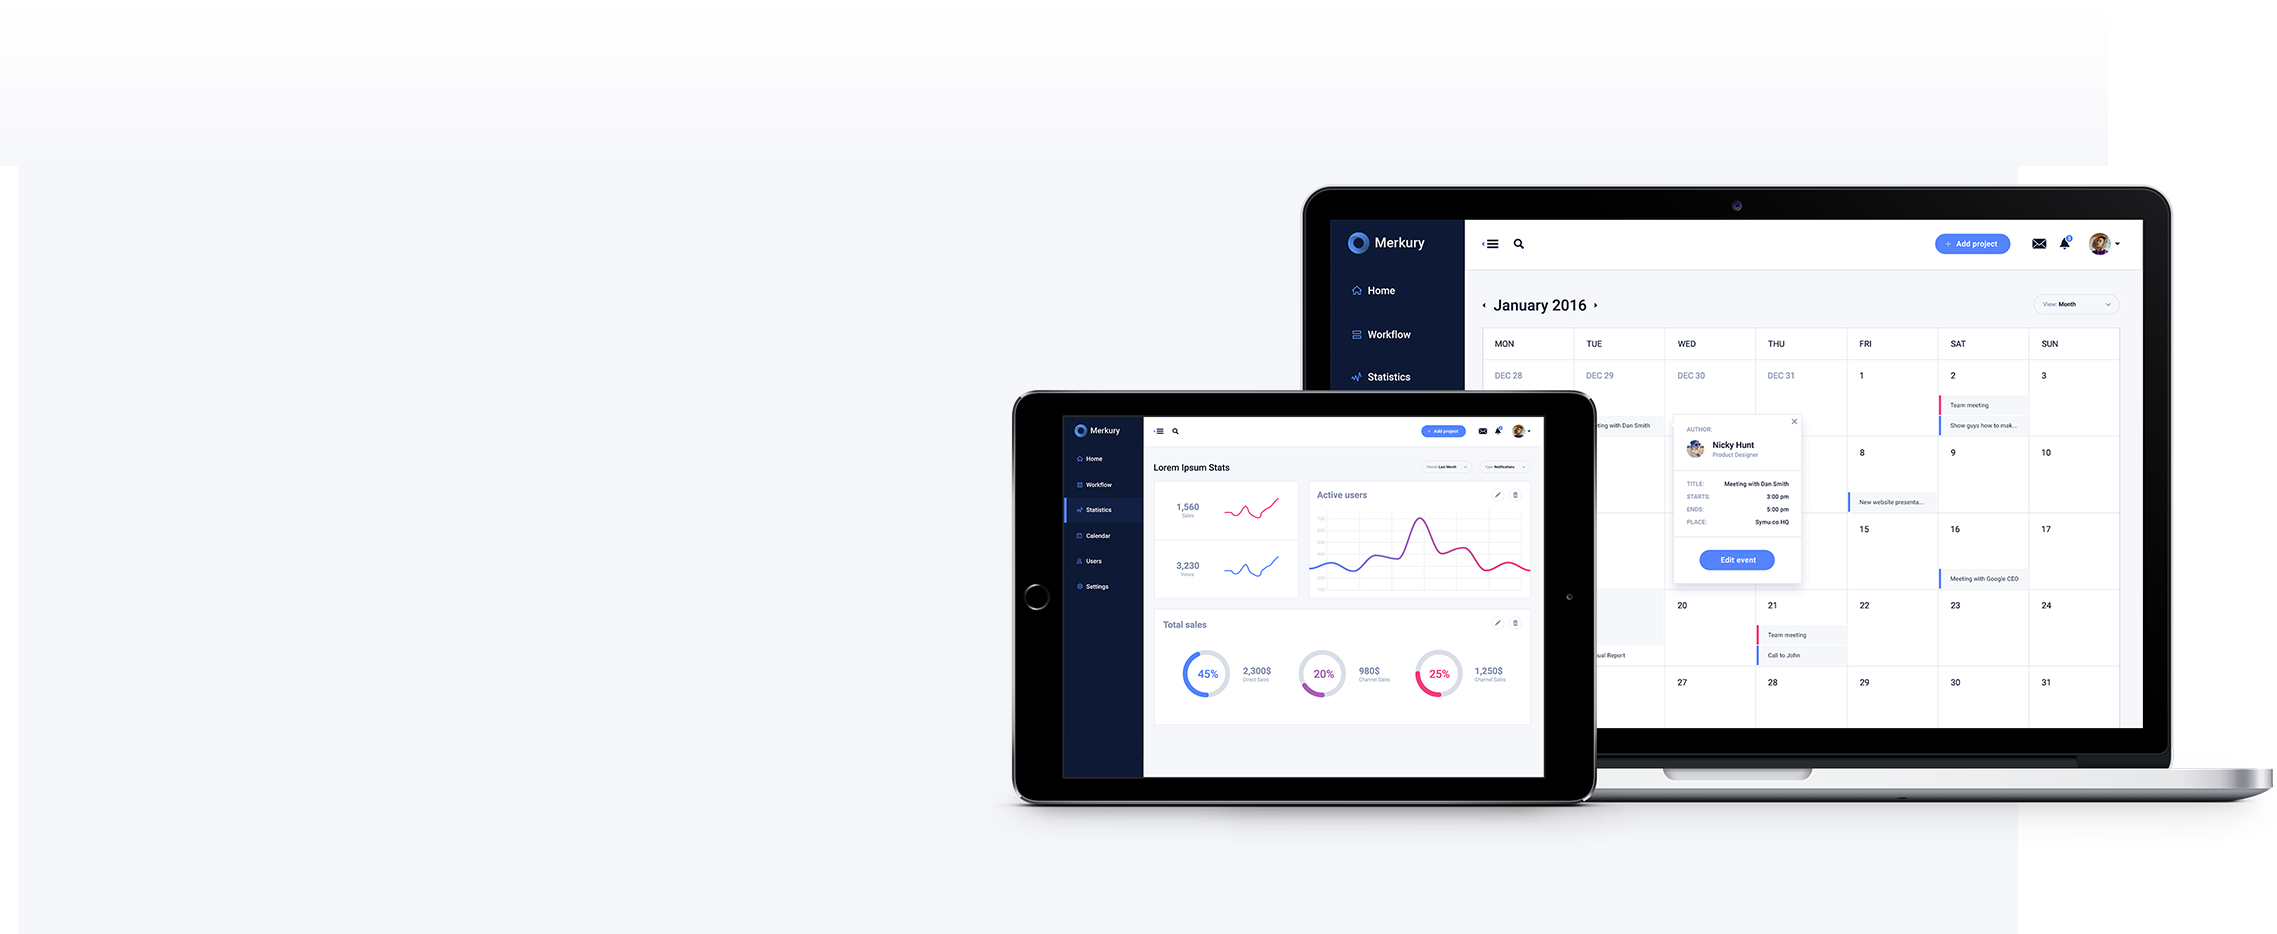 Merkury
Add project
Home
January 2016
View: Month
Workflow
MON TUE WED THU FRI SAT SUN
Statistics
DEC 28 DEC 29 DEC 30 DEC 31 1 2 3
Team meeting
ting with Dan Smith
Show guys how to mak...
AUTHOR:
Nicky Hunt
Product Designer
8 9 10
TITLE: Meeting with Dan Smith
STARTS: 3:00 pm
ENDS: 5:00 pm
PLACE: Symu.co HQ
New website presenta...
15 16 17
Edit event
Meeting with Google CEO
20 21 22 23 24
Team meeting
ual Report
Call to John
27 28 29 30 31
Merkury
Add project
Home
Workflow
Statistics
Calendar
Users
Settings
Lorem Ipsum Stats
Period: Last Month
Type: Notifications
1,560
Sales
3,230
Views
Active users
Total sales
45%
2,300$
Direct Sales
20%
980$
Channel Sales
25%
1,250$
Channel Sales